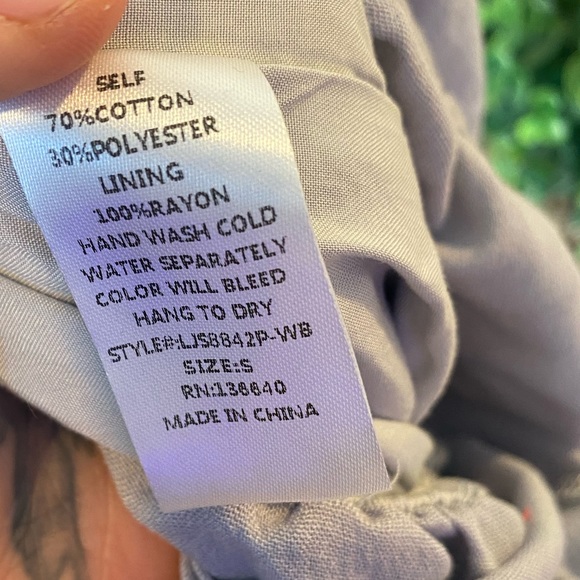 SELF
70%COTTON
30%POLYESTER
LINING
100%RAYON
HAND WASH COLD
WATER SEPARATELY
COLOR WILL BLEED
HANG TO DRY
STYLE#:LJS8842P-WB
SIZE:S
RN:136640
MADE IN CHINA